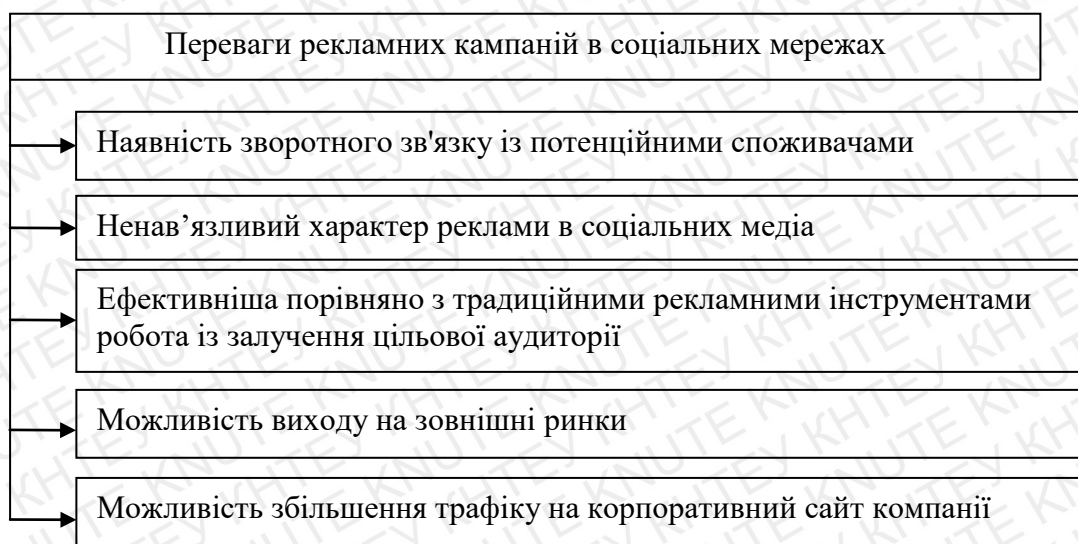 Переваги рекламних кампаній в соціальних мережах
Наявність зворотного зв'язку із потенційними споживачами
Ненав’язливий характер реклами в соціальних медіа
Ефективніша порівняно з традиційними рекламними інструментами
робота із залучення цільової аудиторії
Можливість виходу на зовнішні ринки
Можливість збільшення трафіку на корпоративний сайт компанії